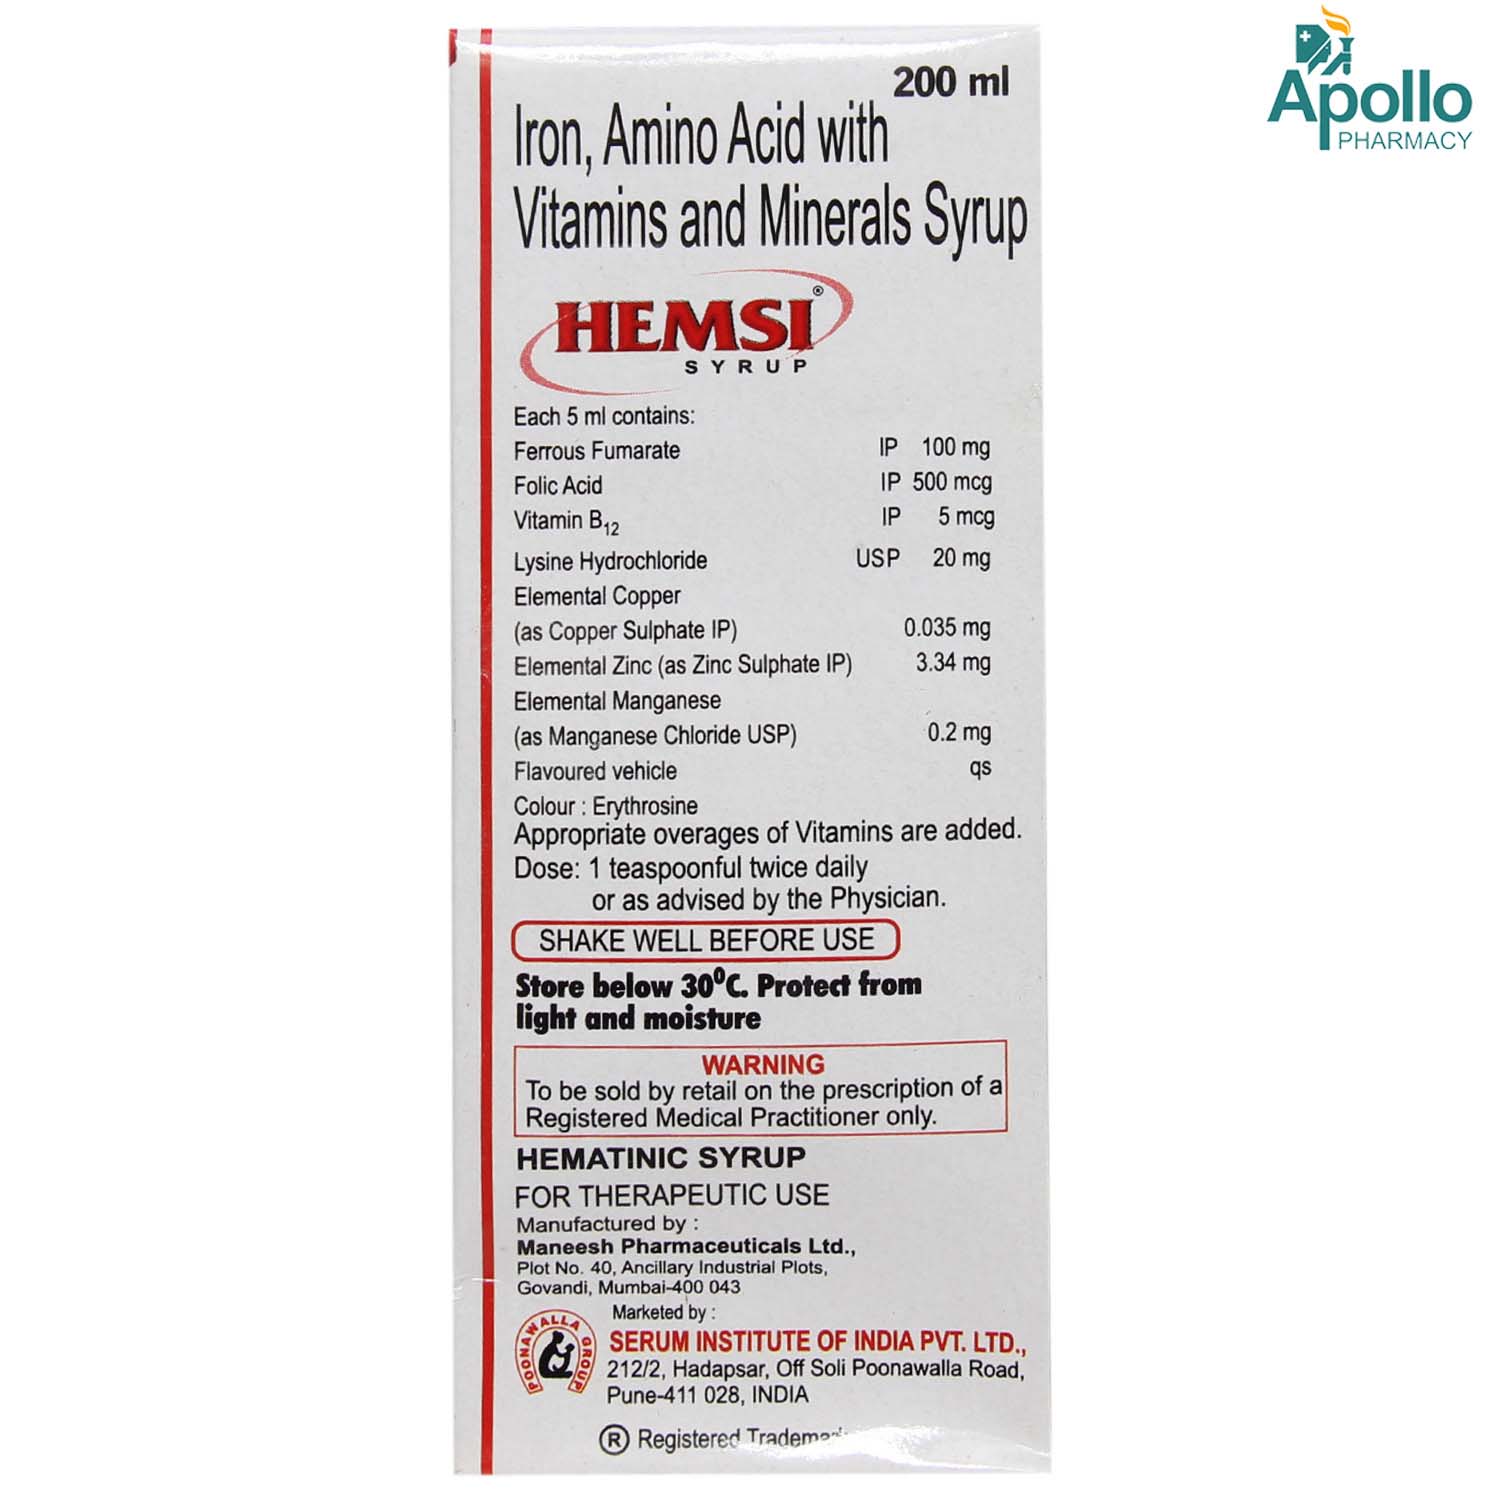 Apollo
PHARMACY
200 ml
Iron, Amino Acid with
Vitamins and Minerals Syrup
HEMSI®
SYRUP
Each 5 ml contains:
Ferrous Fumarate IP 100 mg
Folic Acid IP 500 mcg
Vitamin B12 IP 5 mcg
Lysine Hydrochloride USP 20 mg
Elemental Copper
(as Copper Sulphate IP) 0.035 mg
Elemental Zinc (as Zinc Sulphate IP) 3.34 mg
Elemental Manganese
(as Manganese Chloride USP) 0.2 mg
Flavoured vehicle qs
Colour : Erythrosine
Appropriate overages of Vitamins are added.
Dose: 1 teaspoonful twice daily
or as advised by the Physician.
SHAKE WELL BEFORE USE
Store below 30⁰C. Protect from
light and moisture
WARNING
To be sold by retail on the prescription of a
Registered Medical Practitioner only.
HEMATINIC SYRUP
FOR THERAPEUTIC USE
Manufactured by :
Maneesh Pharmaceuticals Ltd.,
Plot No. 40, Ancillary Industrial Plots,
Govandi, Mumbai-400 043
Marketed by :
POONAWALLA GROUP
SERUM INSTITUTE OF INDIA PVT. LTD.,
212/2, Hadapsar, Off Soli Poonawalla Road,
Pune-411 028, INDIA
® Registered